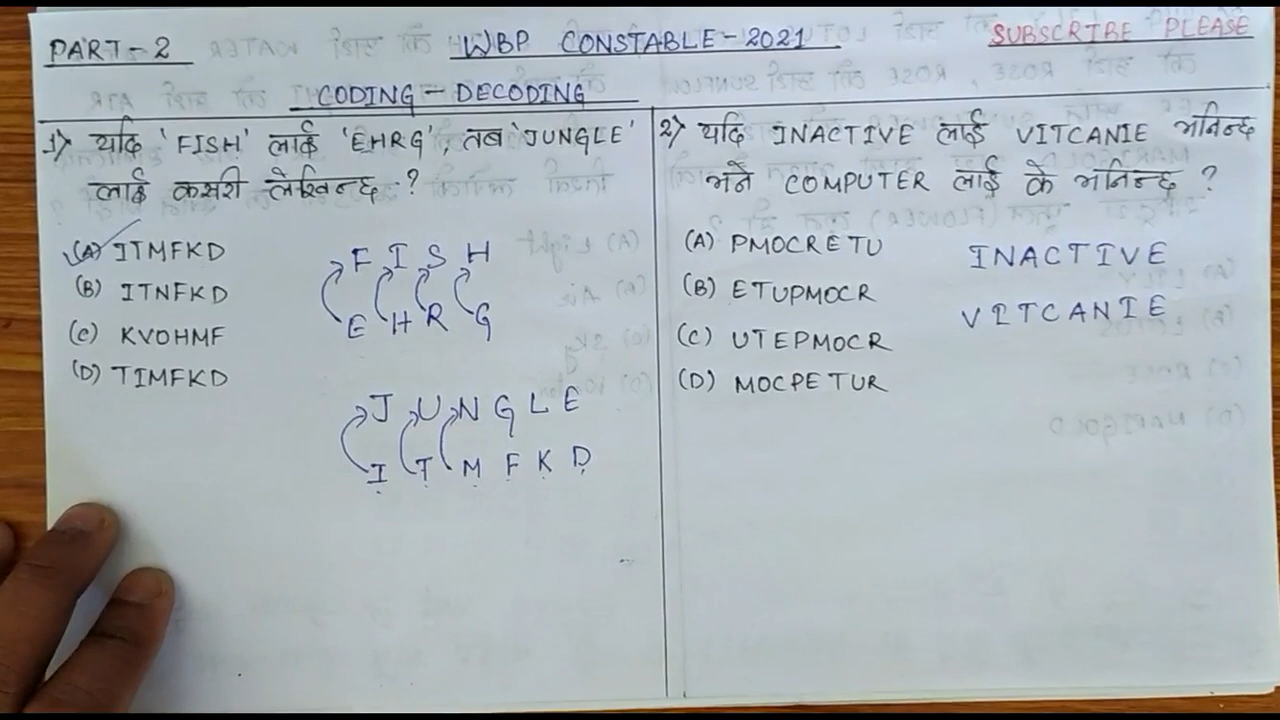 PART-2 WBP CONSTABLE-2021 SUBSCRIBE PLEASE
CODING-DECODING
1) यदि 'FISH' लाई 'EHRG', तब 'JUNGLE'
लाई कसरी लेखिन्छ ?
(A) ITMFKD
(B) ITNFKD
(C) KVOHMF
(D) TIMFKD
F I S H
E H R G
J U N G L E
I T M F K D
2) यदि INACTIVE लाई VITCANIE भनिन्छ
भने COMPUTER लाई के भनिन्छ ?
(A) PMOCRETU
(B) ETUPMOCR
(C) UTEPMOCR
(D) MOCPETUR
INACTIVE
VITCANIE